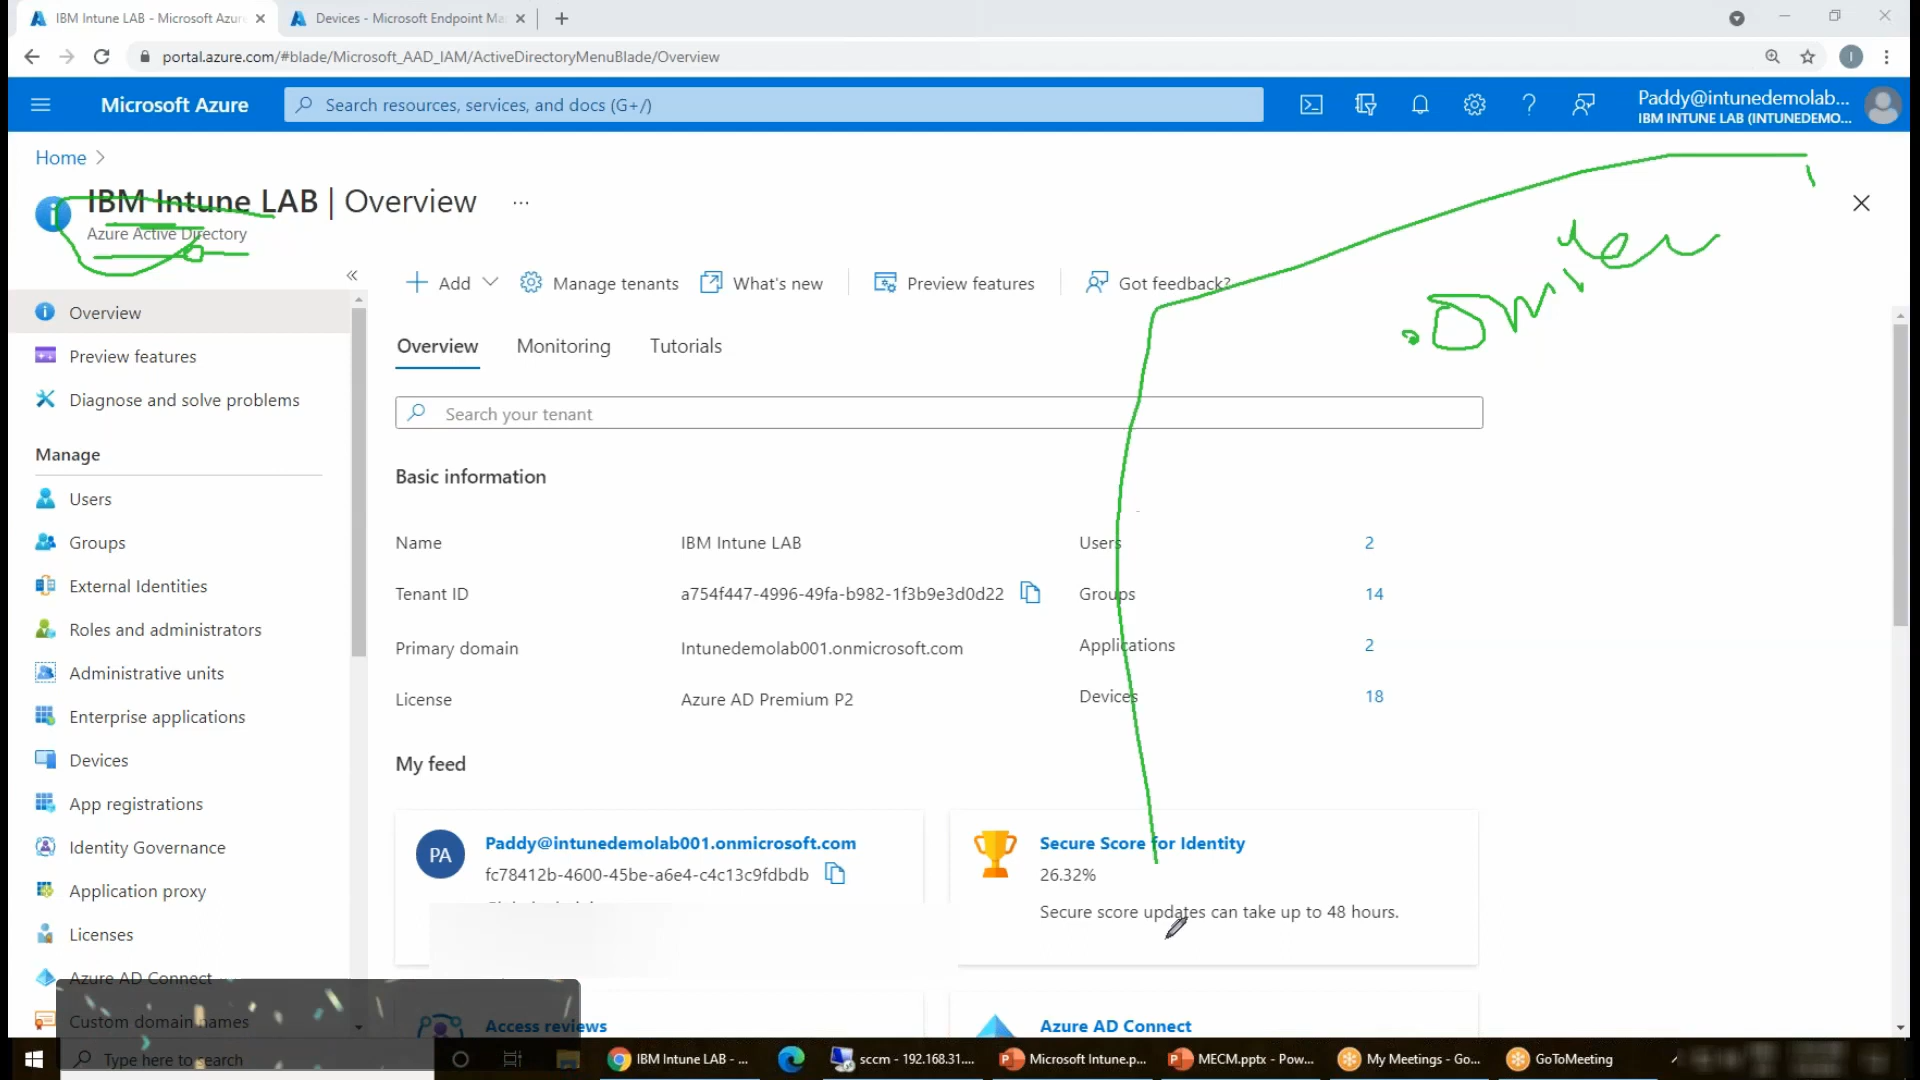 IBM Intune LAB - Microsoft Azure
Devices - Microsoft Endpoint Ma
portal.azure.com/#blade/Microsoft_AAD_IAM/ActiveDirectoryMenuBlade/Overview
I
Microsoft Azure
Search resources, services, and docs (G+/)
Paddy@intunedemolab...
IBM INTUNE LAB (INTUNEDEMO...
Home
IBM Intune LAB | Overview
...
Azure Active Directory
Add
Manage tenants
What's new
Preview features
Got feedback?
Overview
Preview features
Diagnose and solve problems
Manage
Users
Groups
External Identities
Roles and administrators
Administrative units
Enterprise applications
Devices
App registrations
Identity Governance
Application proxy
Licenses
Azure AD Connect
Custom domain names
Overview
Monitoring
Tutorials
Search your tenant
Basic information
Name
IBM Intune LAB
Users
2
Tenant ID
a754f447-4996-49fa-b982-1f3b9e3d0d22
Groups
14
Primary domain
Intunedemolab001.onmicrosoft.com
Applications
2
License
Azure AD Premium P2
Devices
18
My feed
PA
Paddy@intunedemolab001.onmicrosoft.com
fc78412b-4600-45be-a6e4-c4c13c9fdbdb
Secure Score for Identity
26.32%
Secure score updates can take up to 48 hours.
Access reviews
Azure AD Connect
Type here to search
IBM Intune LAB - ...
sccm - 192.168.31....
Microsoft Intune.p...
MECM.pptx - Pow...
My Meetings - Go...
GoToMeeting